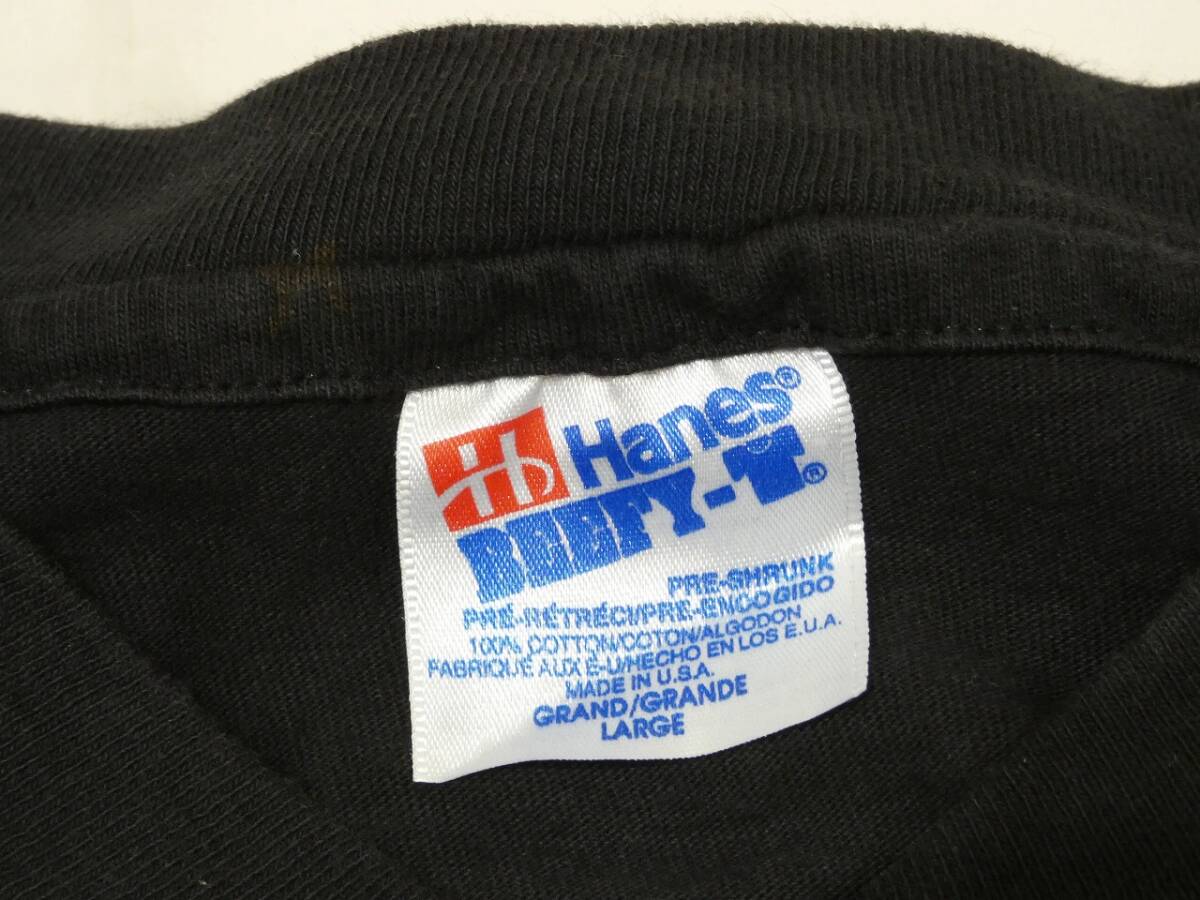 Hanes®
BEEFY-T®
PRE-SHRUNK
PRÉ-RÉTRÉCI/PRE-ENCOGIDO
100% COTTON/COTON/ALGODON
FABRIQUÉ AUX É-U/HECHO EN LOS E.U.A.
MADE IN U.S.A.
GRAND/GRANDE
LARGE